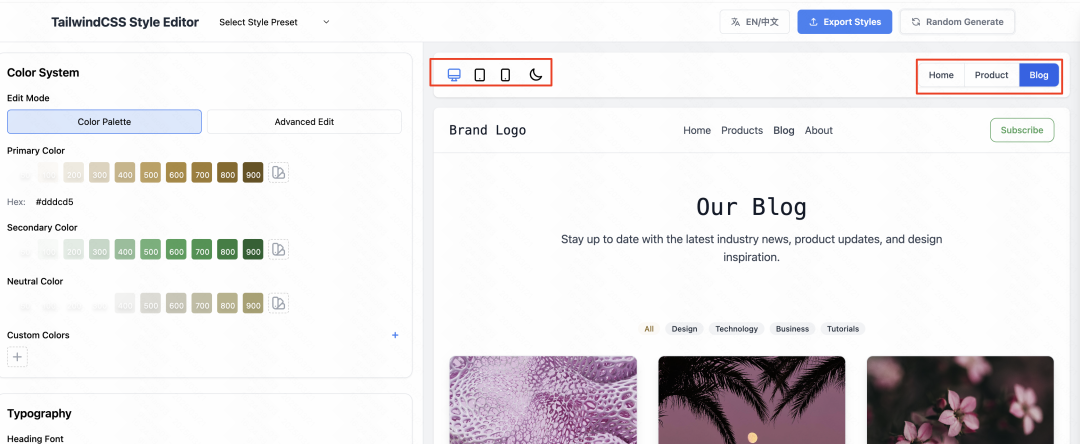 TailwindCSS Style Editor
Select Style Preset
EN/中文
Export Styles
Random Generate
Color System
Edit Mode
Color Palette
Advanced Edit
Primary Color
200 300 400 500 600 700 800 900
Hex: #dddcd5
Secondary Color
200 300 400 500 600 700 800 900
Neutral Color
400 500 600 700 800 900
Custom Colors
+
+
Typography
Heading Font
Home Product Blog
Brand Logo
Home Products Blog About
Subscribe
Our Blog
Stay up to date with the latest industry news, product updates, and design
inspiration.
All Design Technology Business Tutorials